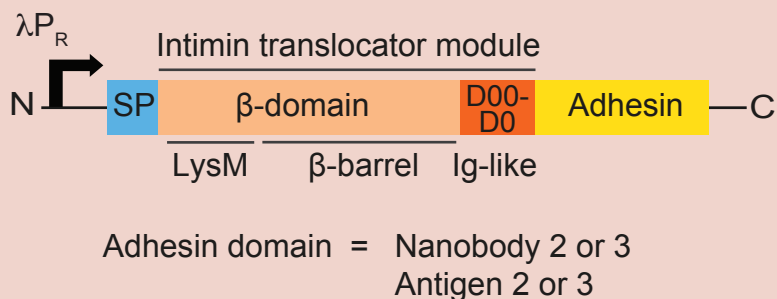 λPR
Intimin translocator module
N SP β-domain D00-D0 Adhesin C
LysM β-barrel Ig-like
Adhesin domain = Nanobody 2 or 3
Antigen 2 or 3